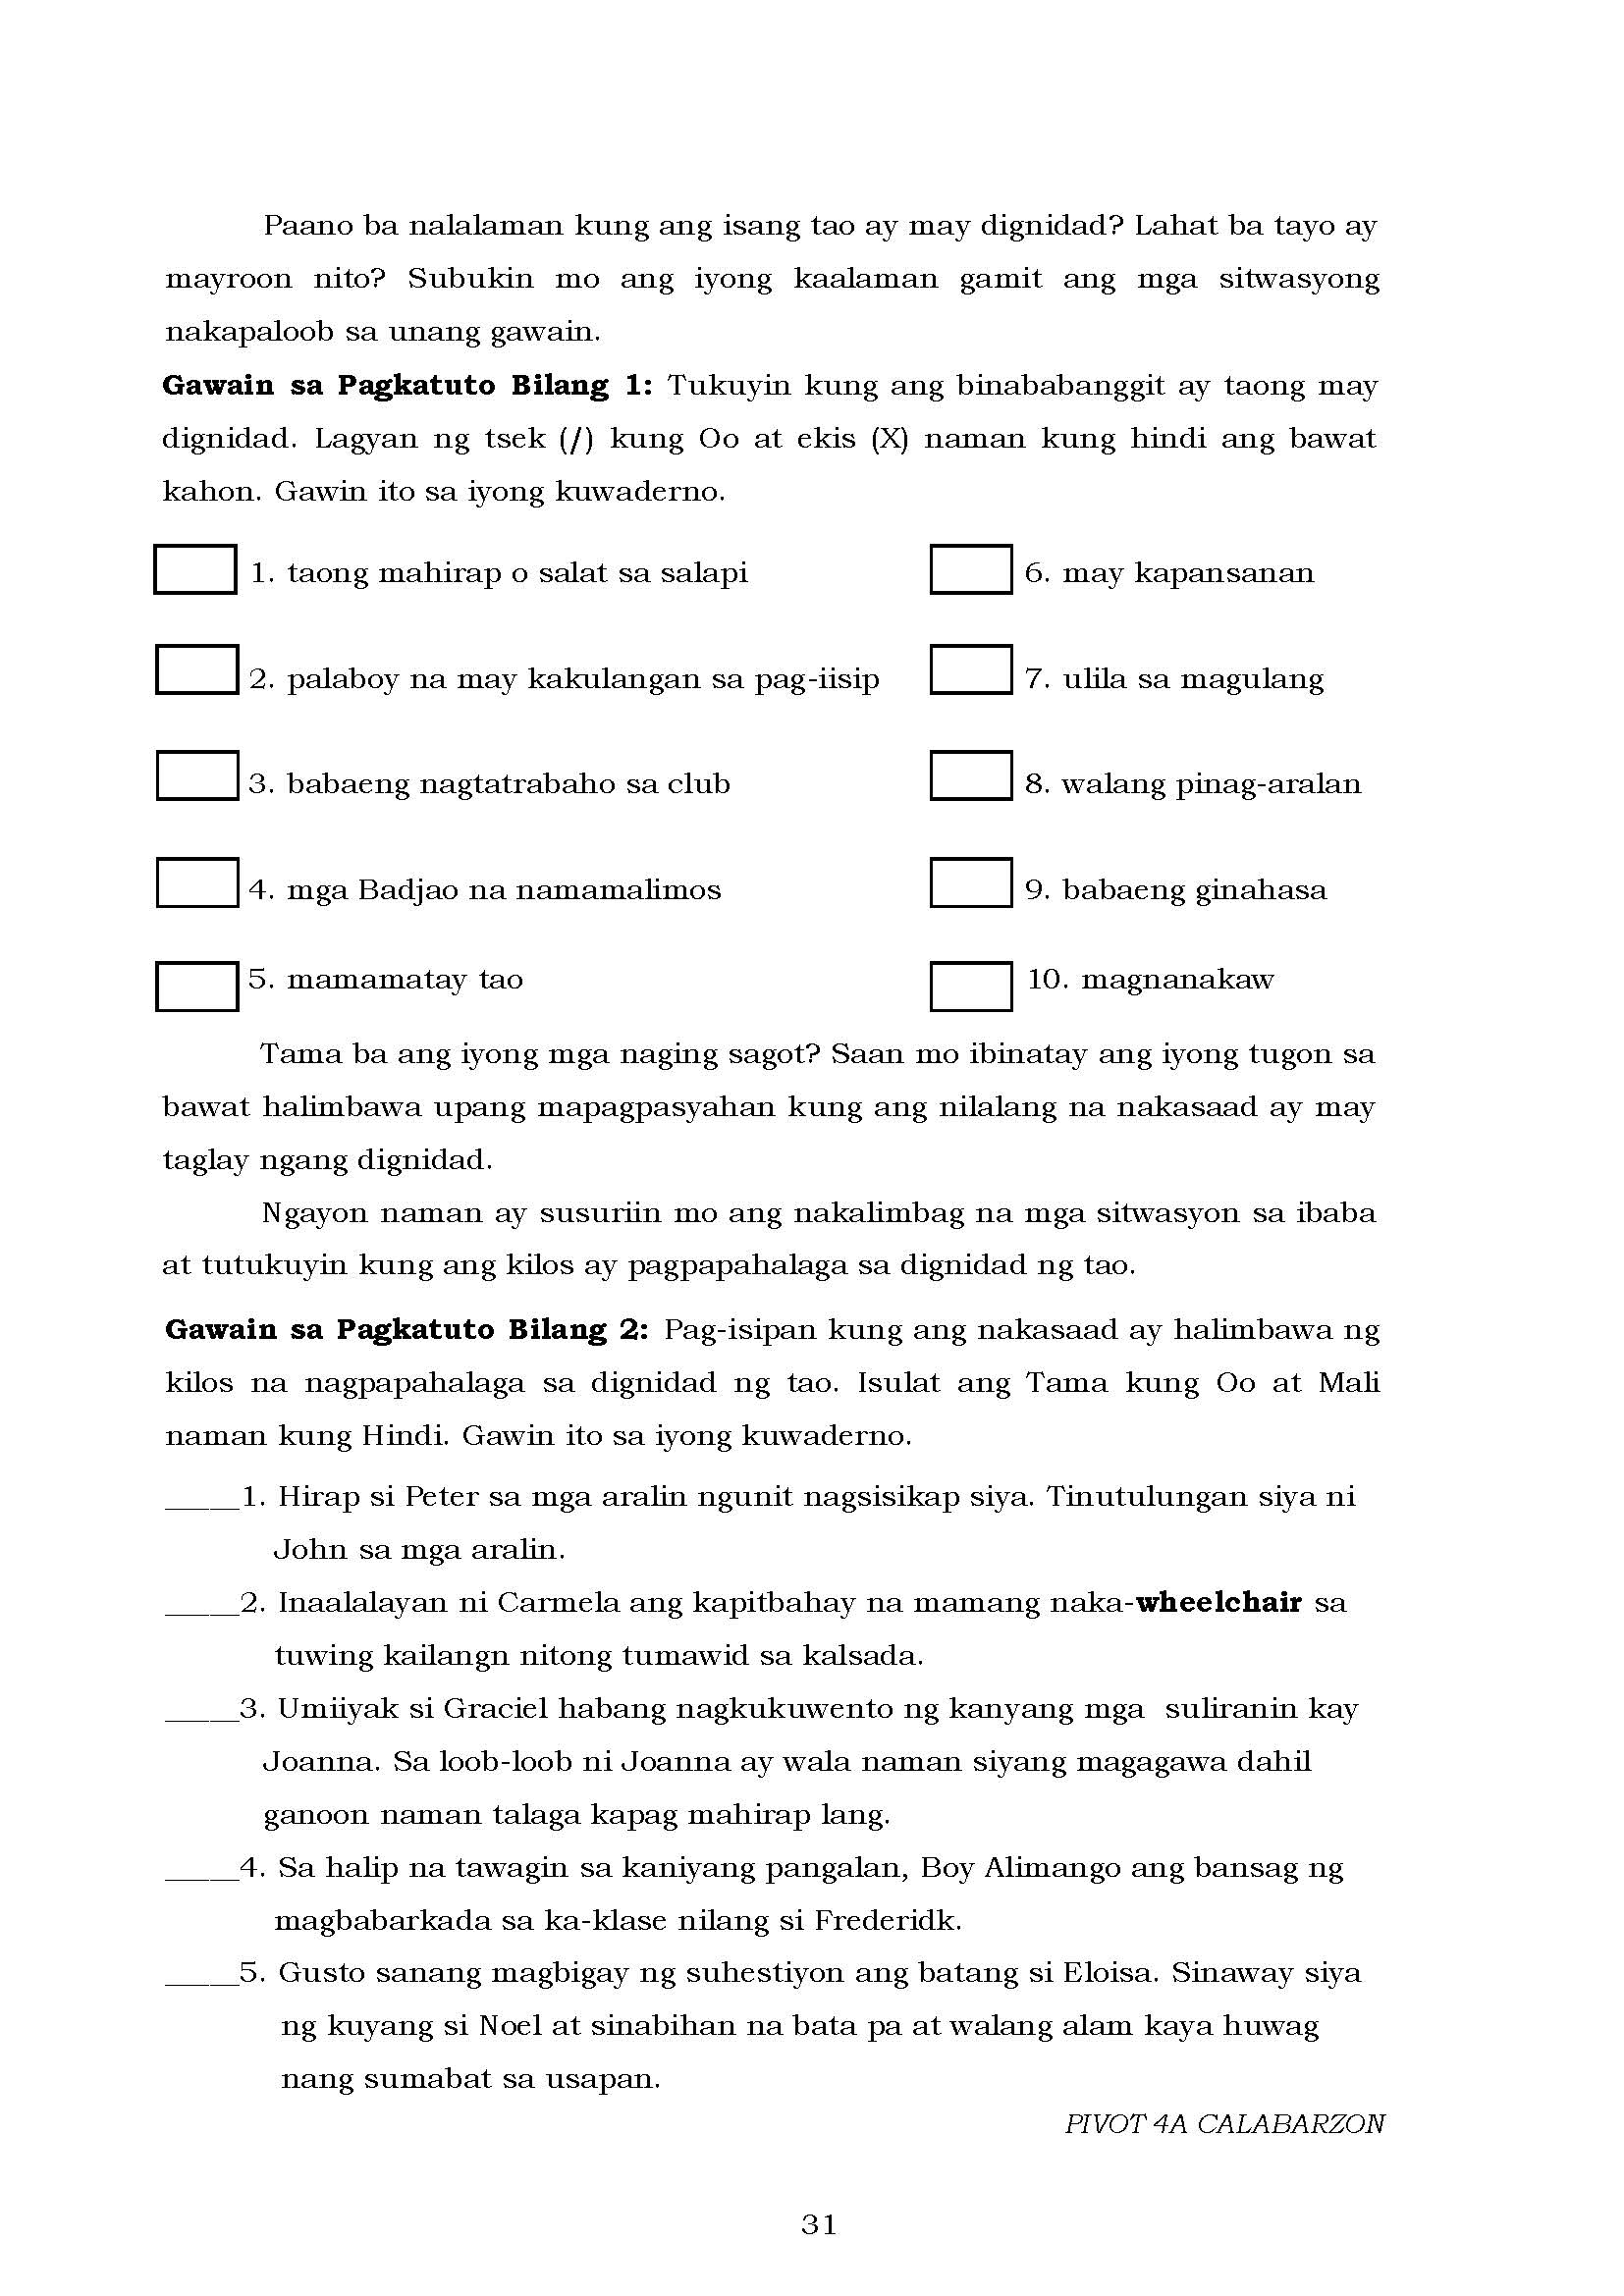 Paano ba nalalaman kung ang isang tao ay may dignidad? Lahat ba tayo ay
mayroon nito? Subukin mo ang iyong kaalaman gamit ang mga sitwasyong
nakapaloob sa unang gawain.
Gawain sa Pagkatuto Bilang 1: Tukuyin kung ang binababanggit ay taong may
dignidad. Lagyan ng tsek (/) kung Oo at ekis (X) naman kung hindi ang bawat
kahon. Gawin ito sa iyong kuwaderno.
1. taong mahirap o salat sa salapi
2. palaboy na may kakulangan sa pag-iisip
3. babaeng nagtatrabaho sa club
4. mga Badjao na namamalimos
5. mamamatay tao
6. may kapansanan
7. ulila sa magulang
8. walang pinag-aralan
9. babaeng ginahasa
10. magnanakaw
Tama ba ang iyong mga naging sagot? Saan mo ibinatay ang iyong tugon sa
bawat halimbawa upang mapagpasyahan kung ang nilalang na nakasaad ay may
taglay ngang dignidad.
Ngayon naman ay susuriin mo ang nakalimbag na mga sitwasyon sa ibaba
at tutukuyin kung ang kilos ay pagpapahalaga sa dignidad ng tao.
Gawain sa Pagkatuto Bilang 2: Pag-isipan kung ang nakasaad ay halimbawa ng
kilos na nagpapahalaga sa dignidad ng tao. Isulat ang Tama kung Oo at Mali
naman kung Hindi. Gawin ito sa iyong kuwaderno.
____1. Hirap si Peter sa mga aralin ngunit nagsisikap siya. Tinutulungan siya ni
John sa mga aralin.
____2. Inaalalayan ni Carmela ang kapitbahay na mamang naka-wheelchair sa
tuwing kailangn nitong tumawid sa kalsada.
____3. Umiiyak si Graciel habang nagkukuwento ng kanyang mga  suliranin kay
Joanna. Sa loob-loob ni Joanna ay wala naman siyang magagawa dahil
ganoon naman talaga kapag mahirap lang.
____4. Sa halip na tawagin sa kaniyang pangalan, Boy Alimango ang bansag ng
magbabarkada sa ka-klase nilang si Frederidk.
____5. Gusto sanang magbigay ng suhestiyon ang batang si Eloisa. Sinaway siya
ng kuyang si Noel at sinabihan na bata pa at walang alam kaya huwag
nang sumabat sa usapan.
PIVOT 4A CALABARZON
31